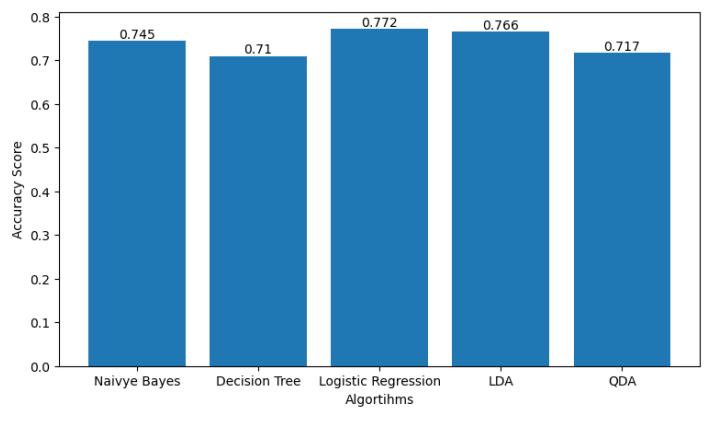 0.8
0.7
0.6
0.5
0.4
0.3
0.2
0.1
0.0
Accuracy Score
0.745
0.71
0.772
0.766
0.717
Naivye Bayes
Decision Tree
Logistic Regression
LDA
QDA
Algortihms